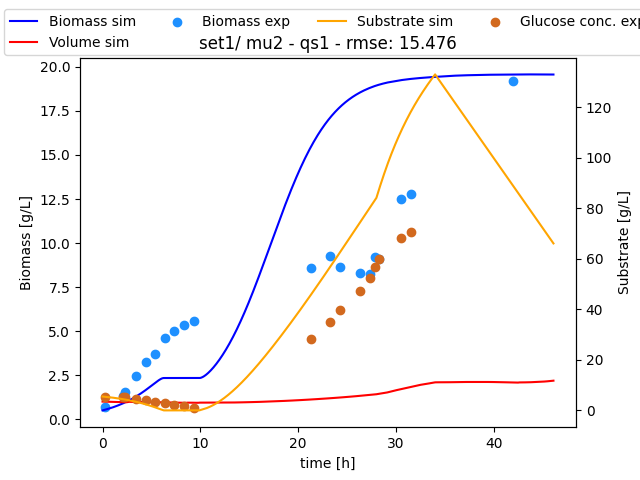 Biomass sim Biomass exp Substrate sim Glucose conc. exp
Volume sim
set1/ mu2 - qs1 - rmse: 15.476
20.0
17.5
15.0
12.5
10.0
7.5
5.0
2.5
0.0
Biomass [g/L]
120
100
80
60
40
20
0
Substrate [g/L]
0 10 20 30 40
time [h]